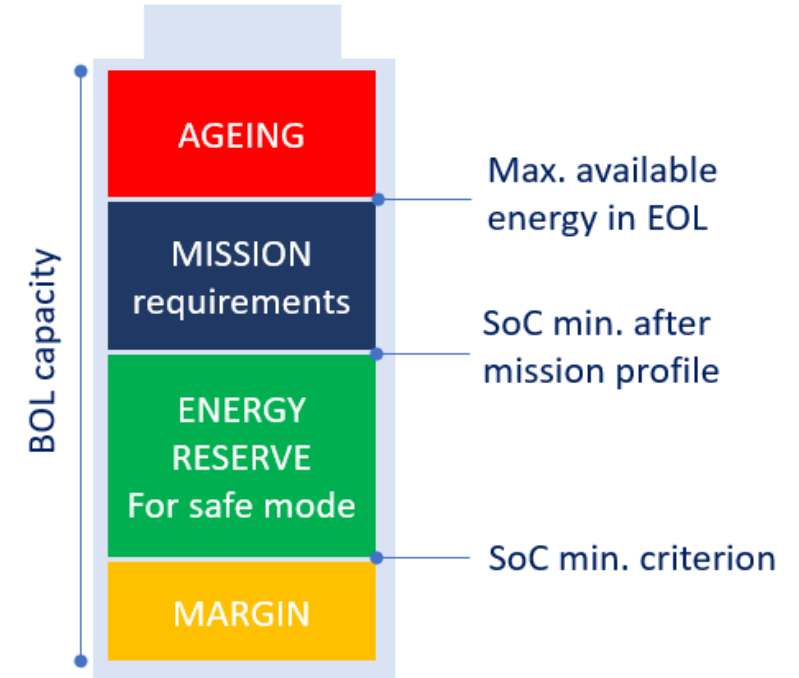 AGEING
Max. available
energy in EOL
MISSION
requirements
SoC min. after
mission profile
BOL capacity
ENERGY
RESERVE
For safe mode
SoC min. criterion
MARGIN